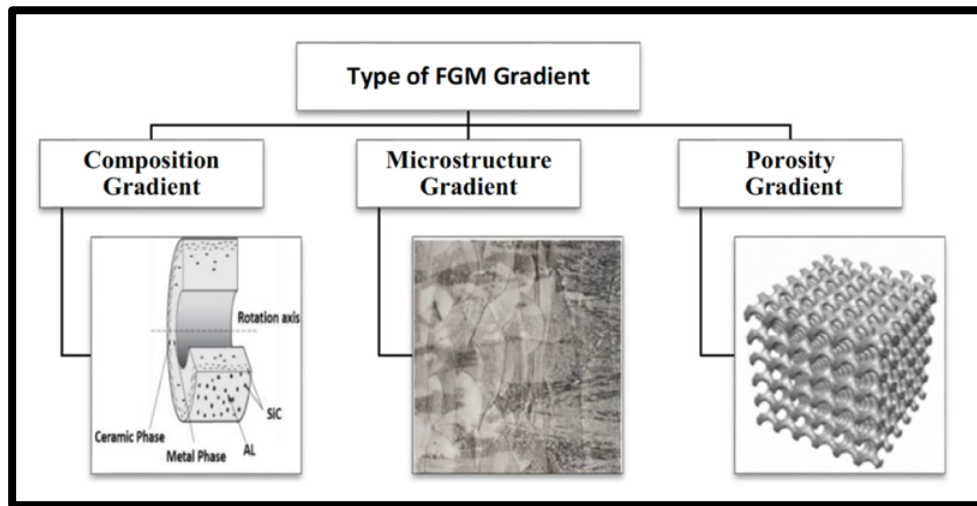 Type of FGM Gradient
Composition
Gradient
Microstructure
Gradient
Porosity
Gradient
Rotation axis
SiC
Ceramic Phase
AL
Metal Phase